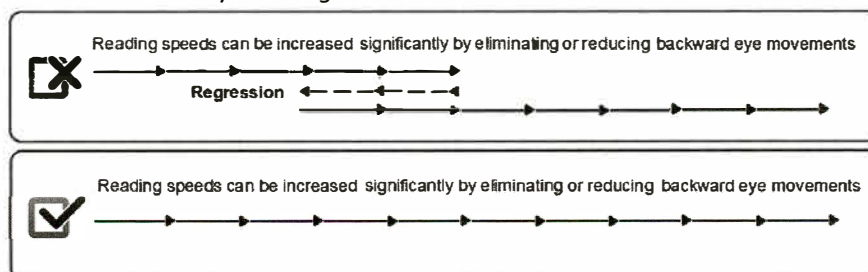 Reading speeds can be increased significantly by eliminating or reducing backward eye movements
Regression
Reading speeds can be increased significantly by eliminating or reducing backward eye movements